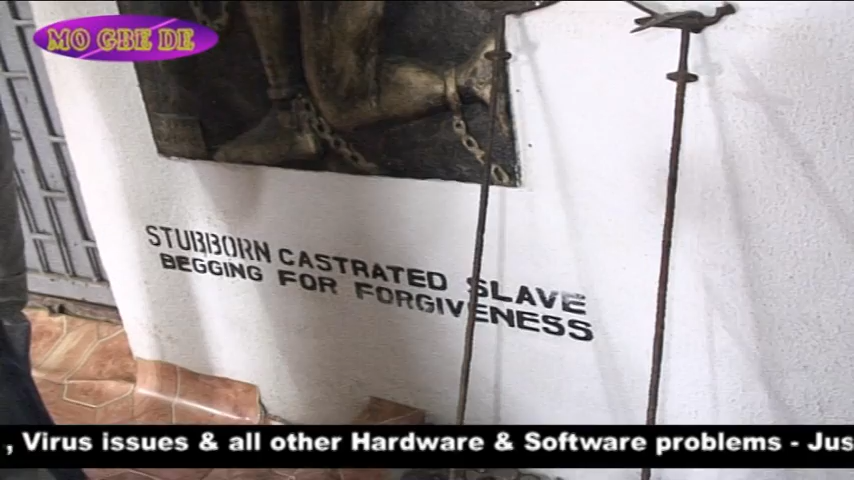 MO GBE DE
STUBBORN CASTRATED SLAVE
BEGGING FOR FORGIVENESS
, Virus issues & all other Hardware & Software problems - Jus